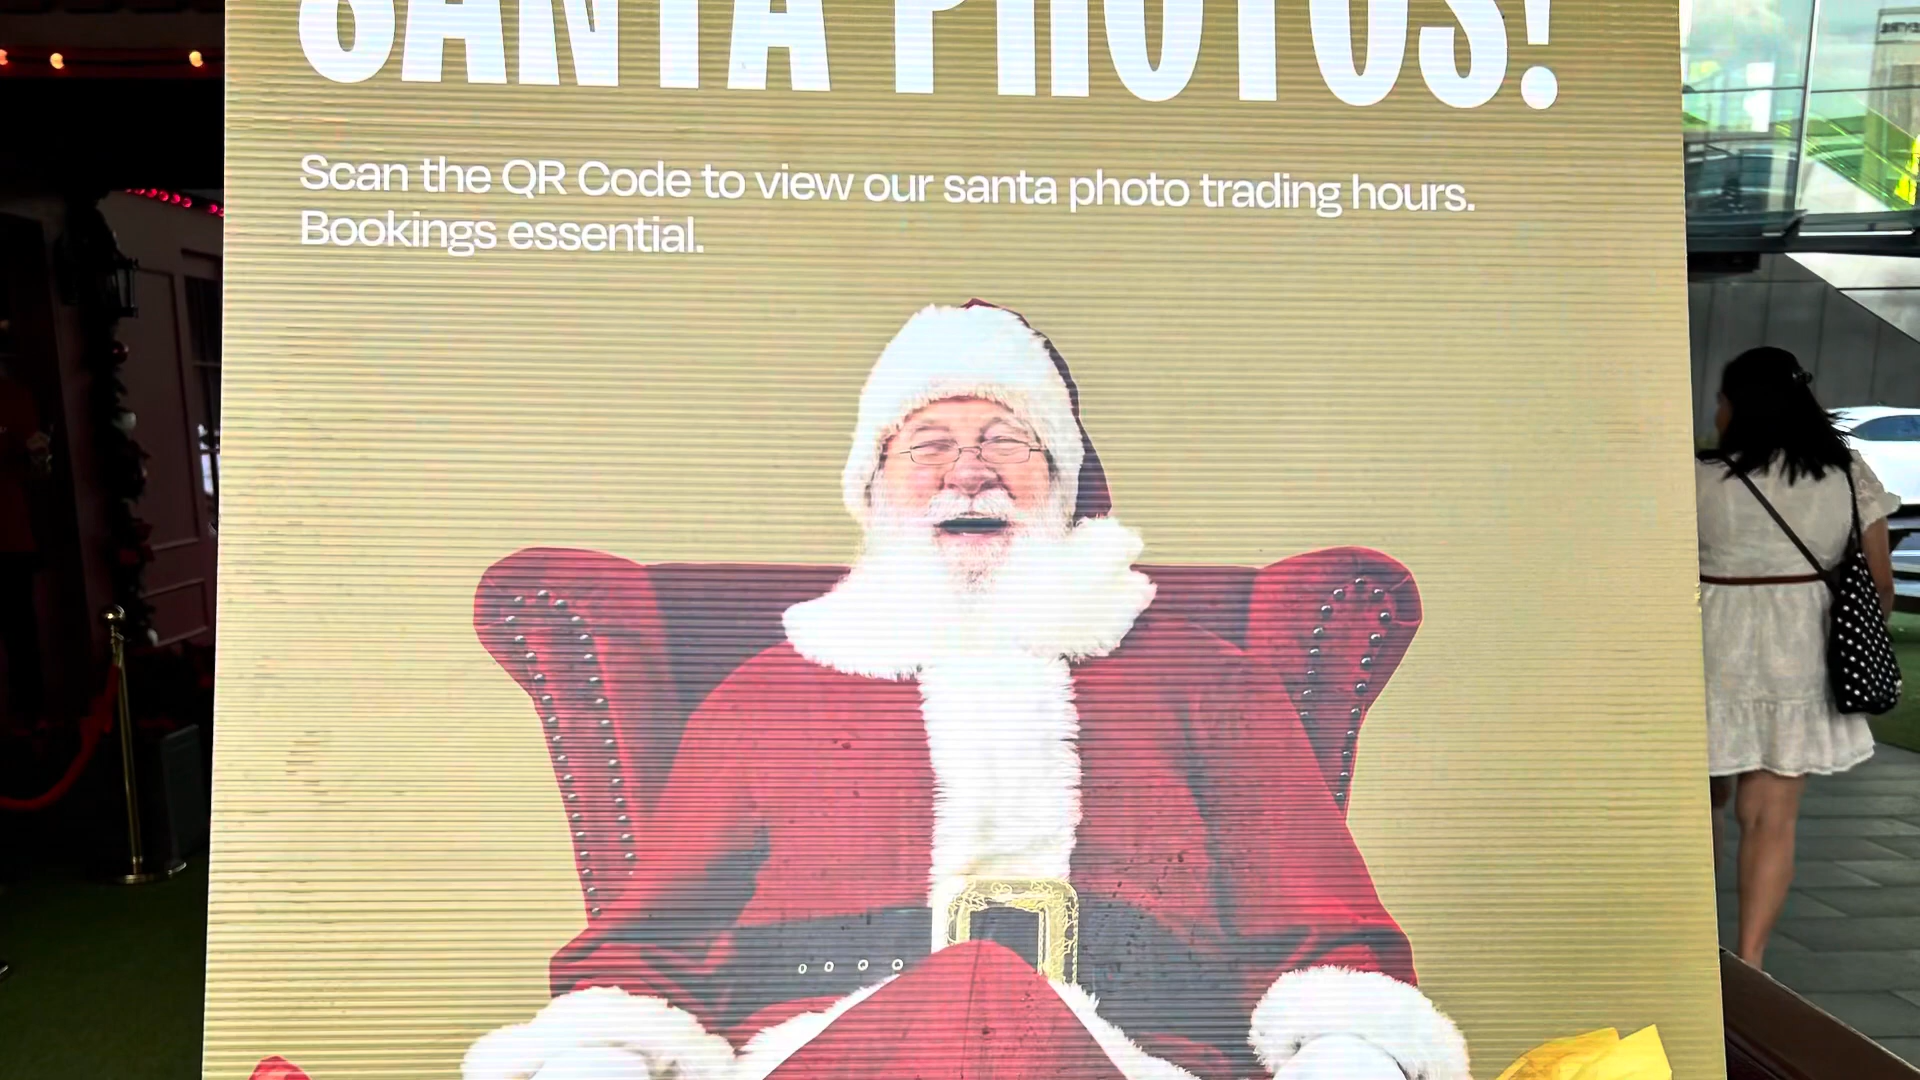 SANTA PHOTOS!
Scan the QR Code to view our santa photo trading hours.
Bookings essential.